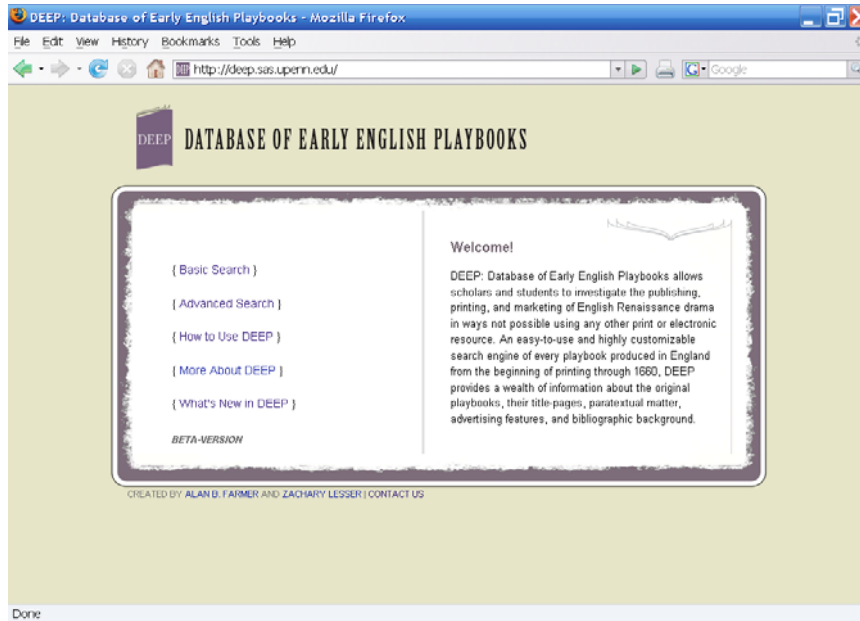 DEEP: Database of Early English Playbooks - Mozilla Firefox
File Edit View History Bookmarks Tools Help
http://deep.sas.upenn.edu/ Google
DEEP DATABASE OF EARLY ENGLISH PLAYBOOKS
{ Basic Search }
{ Advanced Search }
{ How to Use DEEP }
{ More About DEEP }
{ What's New in DEEP }
BETA-VERSION
Welcome!
DEEP: Database of Early English Playbooks allows
scholars and students to investigate the publishing,
printing, and marketing of English Renaissance drama
in ways not possible using any other print or electronic
resource. An easy-to-use and highly customizable
search engine of every playbook produced in England
from the beginning of printing through 1660, DEEP
provides a wealth of information about the original
playbooks, their title-pages, paratextual matter,
advertising features, and bibliographic background.
CREATED BY ALAN B. FARMER AND ZACHARY LESSER | CONTACT US
Done